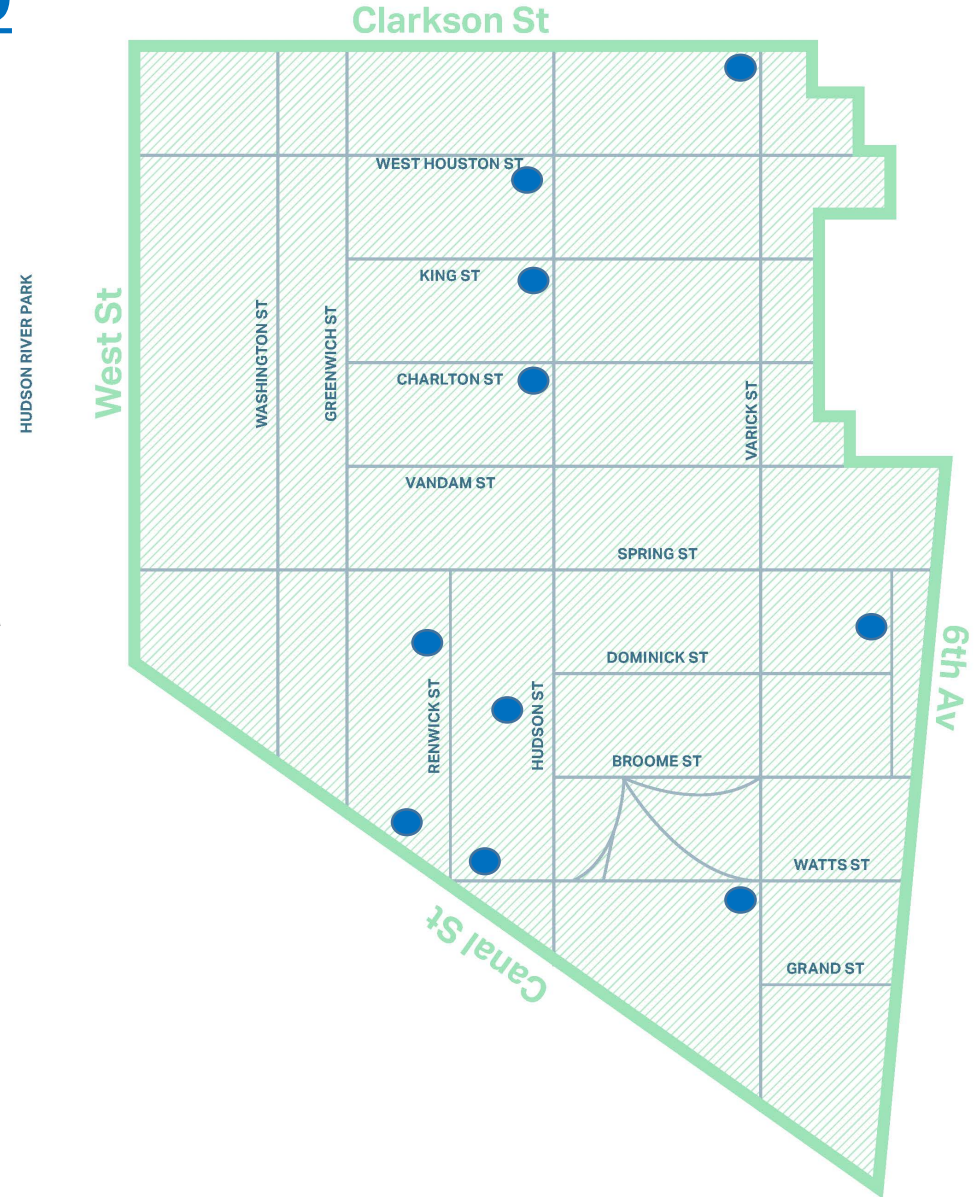 Clarkson St
WEST HOUSTON ST
HUDSON RIVER PARK
West St
WASHINGTON ST
GREENWICH ST
KING ST
CHARLTON ST
VARICK ST
VANDAM ST
SPRING ST
DOMINICK ST
6th Av
RENWICK ST
HUDSON ST
BROOME ST
WATTS ST
Canal St
GRAND ST